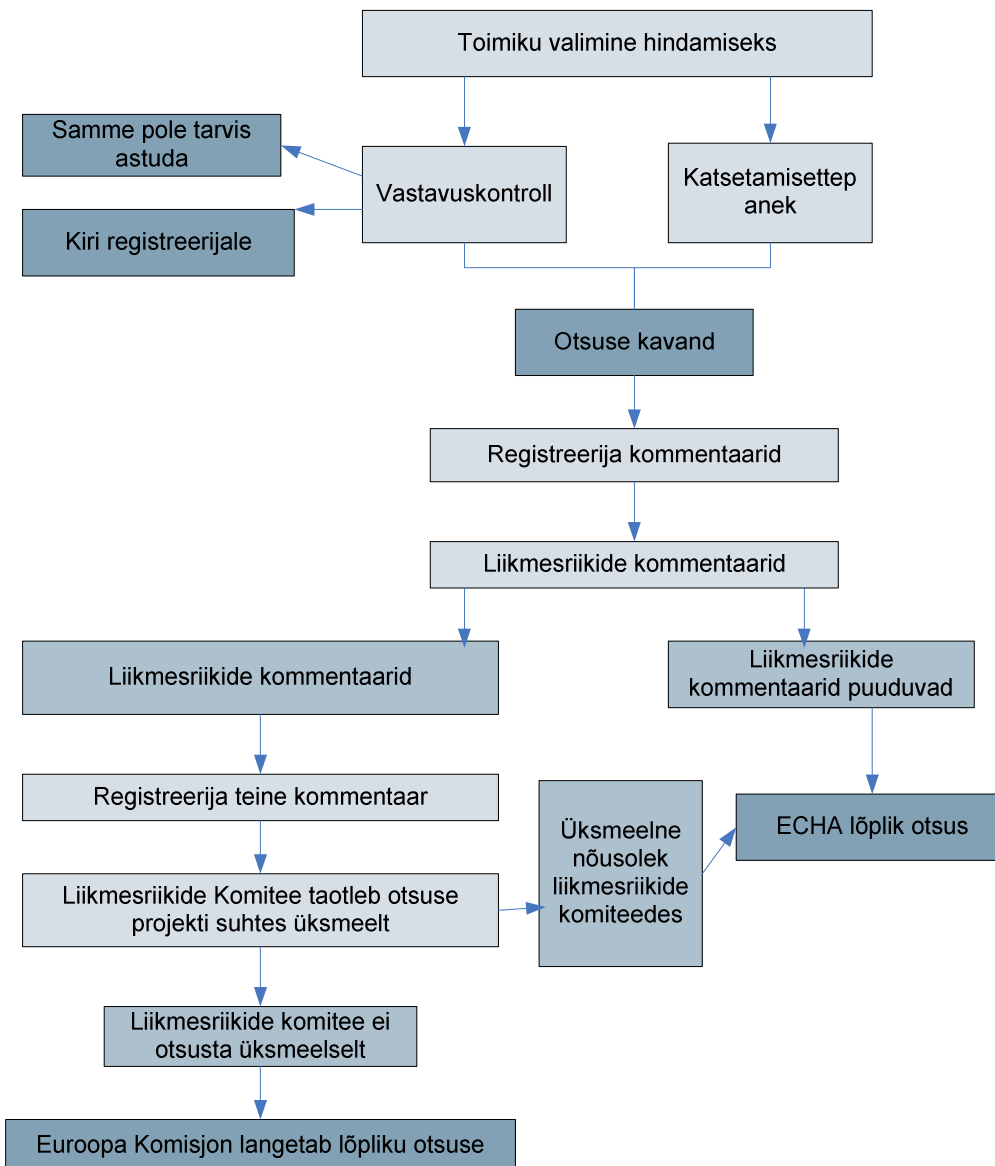 Toimiku valimine hindamiseks
Samme pole tarvis
astuda
Vastavuskontroll
Katsetamisettep
anek
Kiri registreerijale
Otsuse kavand
Registreerija kommentaarid
Liikmesriikide kommentaarid
Liikmesriikide kommentaarid
Liikmesriikide
kommentaarid puuduvad
Registreerija teine kommentaar
Üksmeelne
nõusolek
liikmesriikide
komiteedes
ECHA lõplik otsus
Liikmesriikide Komitee taotleb otsuse
projekti suhtes üksmeelt
Liikmesriikide komitee ei
otsusta üksmeelselt
Euroopa Komisjon langetab lõpliku otsuse